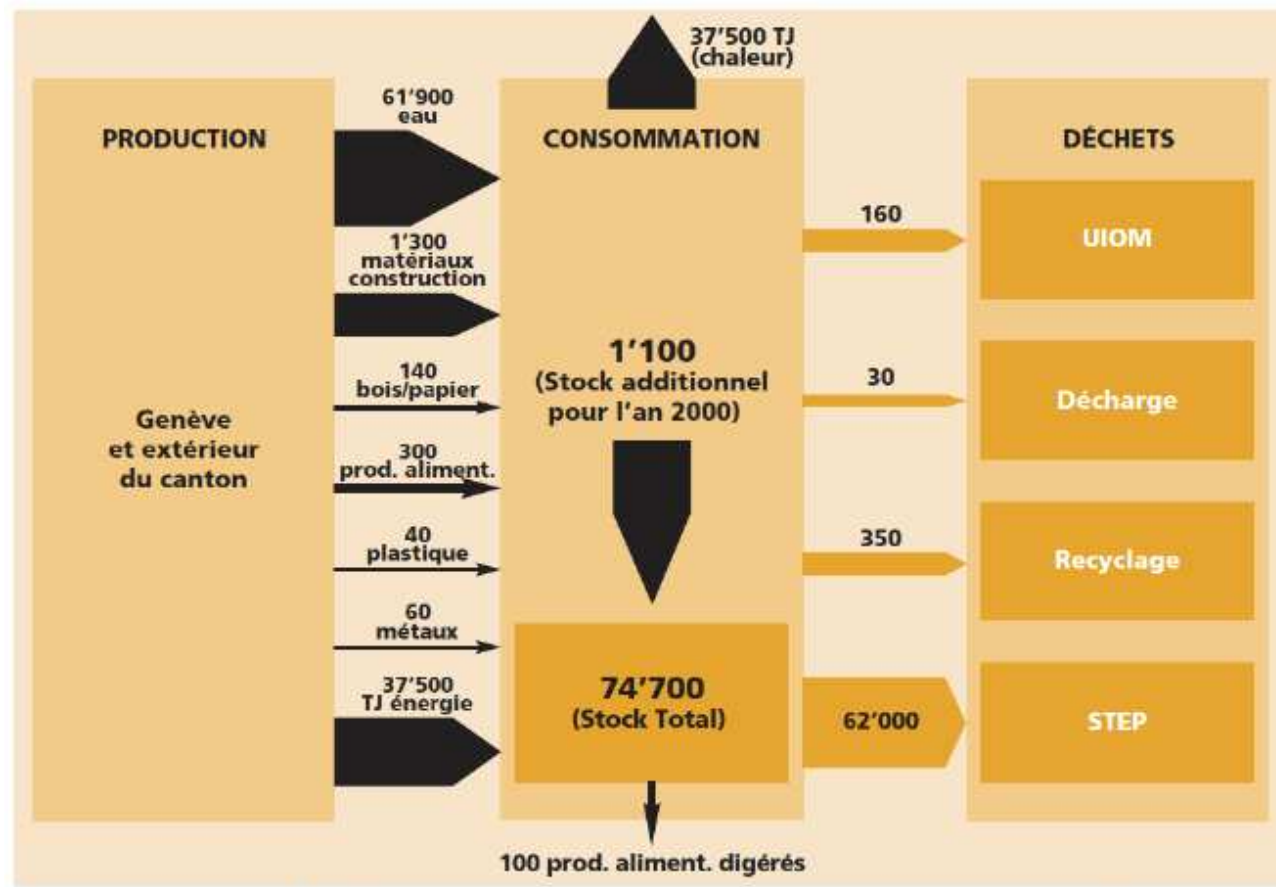 PRODUCTION
Genève
et extérieur
du canton
61’900
eau
1’300
matériaux
construction
140
bois/papier
300
prod. aliment.
40
plastique
60
métaux
37’500
TJ énergie
37’500 TJ
(chaleur)
CONSOMMATION
1’100
(Stock additionnel
pour l’an 2000)
74’700
(Stock Total)
100 prod. aliment. digérés
160
30
350
62’000
DÉCHETS
UIOM
Décharge
Recyclage
STEP